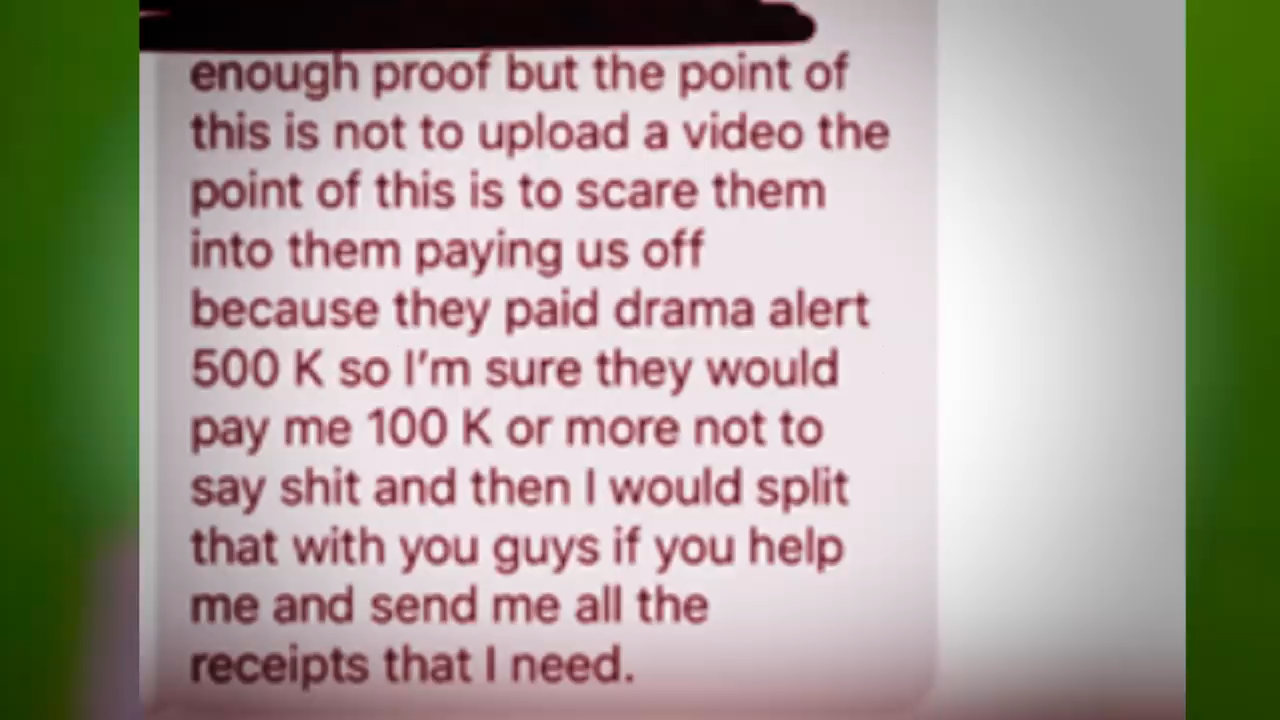 enough proof but the point of
this is not to upload a video the
point of this is to scare them
into them paying us off
because they paid drama alert
500 K so I'm sure they would
pay me 100 K or more not to
say shit and then I would split
that with you guys if you help
me and send me all the
receipts that I need.